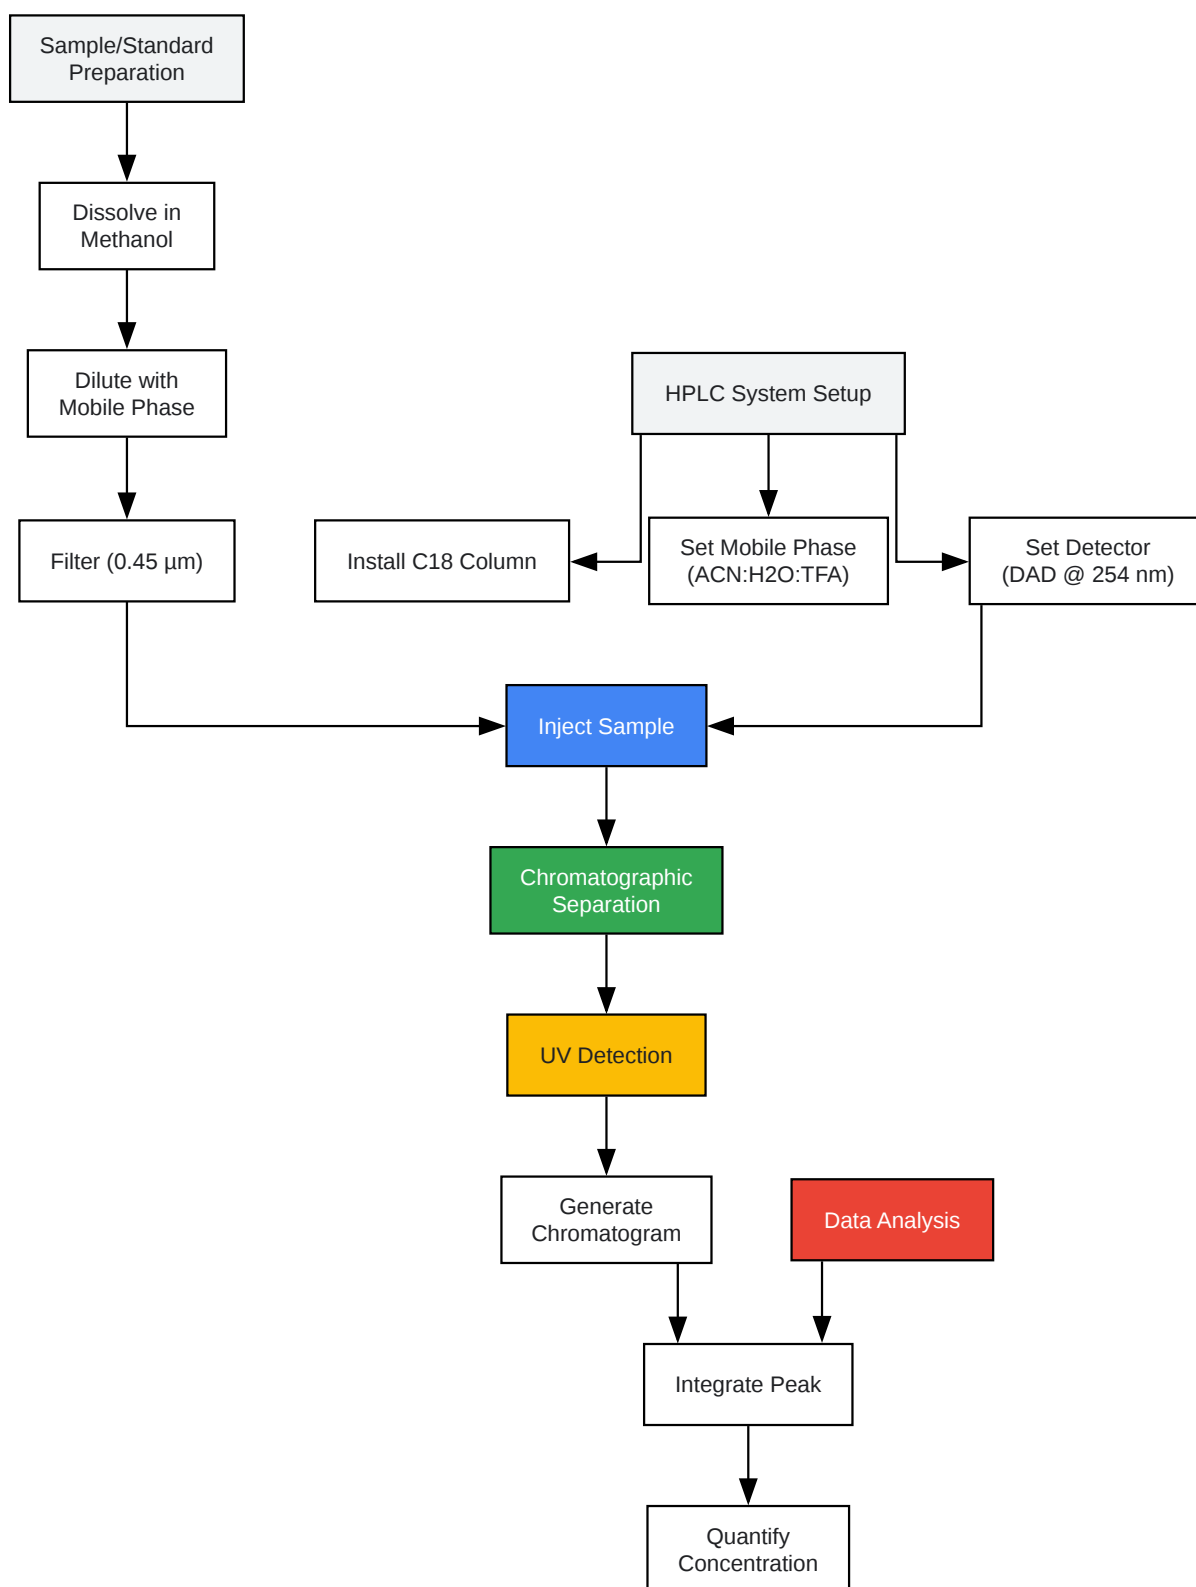 Sample/Standard
Preparation
Dissolve in
Methanol
Dilute with
Mobile Phase
HPLC System Setup
Filter (0.45 µm)
Install C18 Column
Set Mobile Phase
(ACN:H2O:TFA)
Set Detector
(DAD @ 254 nm)
Inject Sample
Chromatographic
Separation
UV Detection
Generate
Chromatogram
Data Analysis
Integrate Peak
Quantify
Concentration